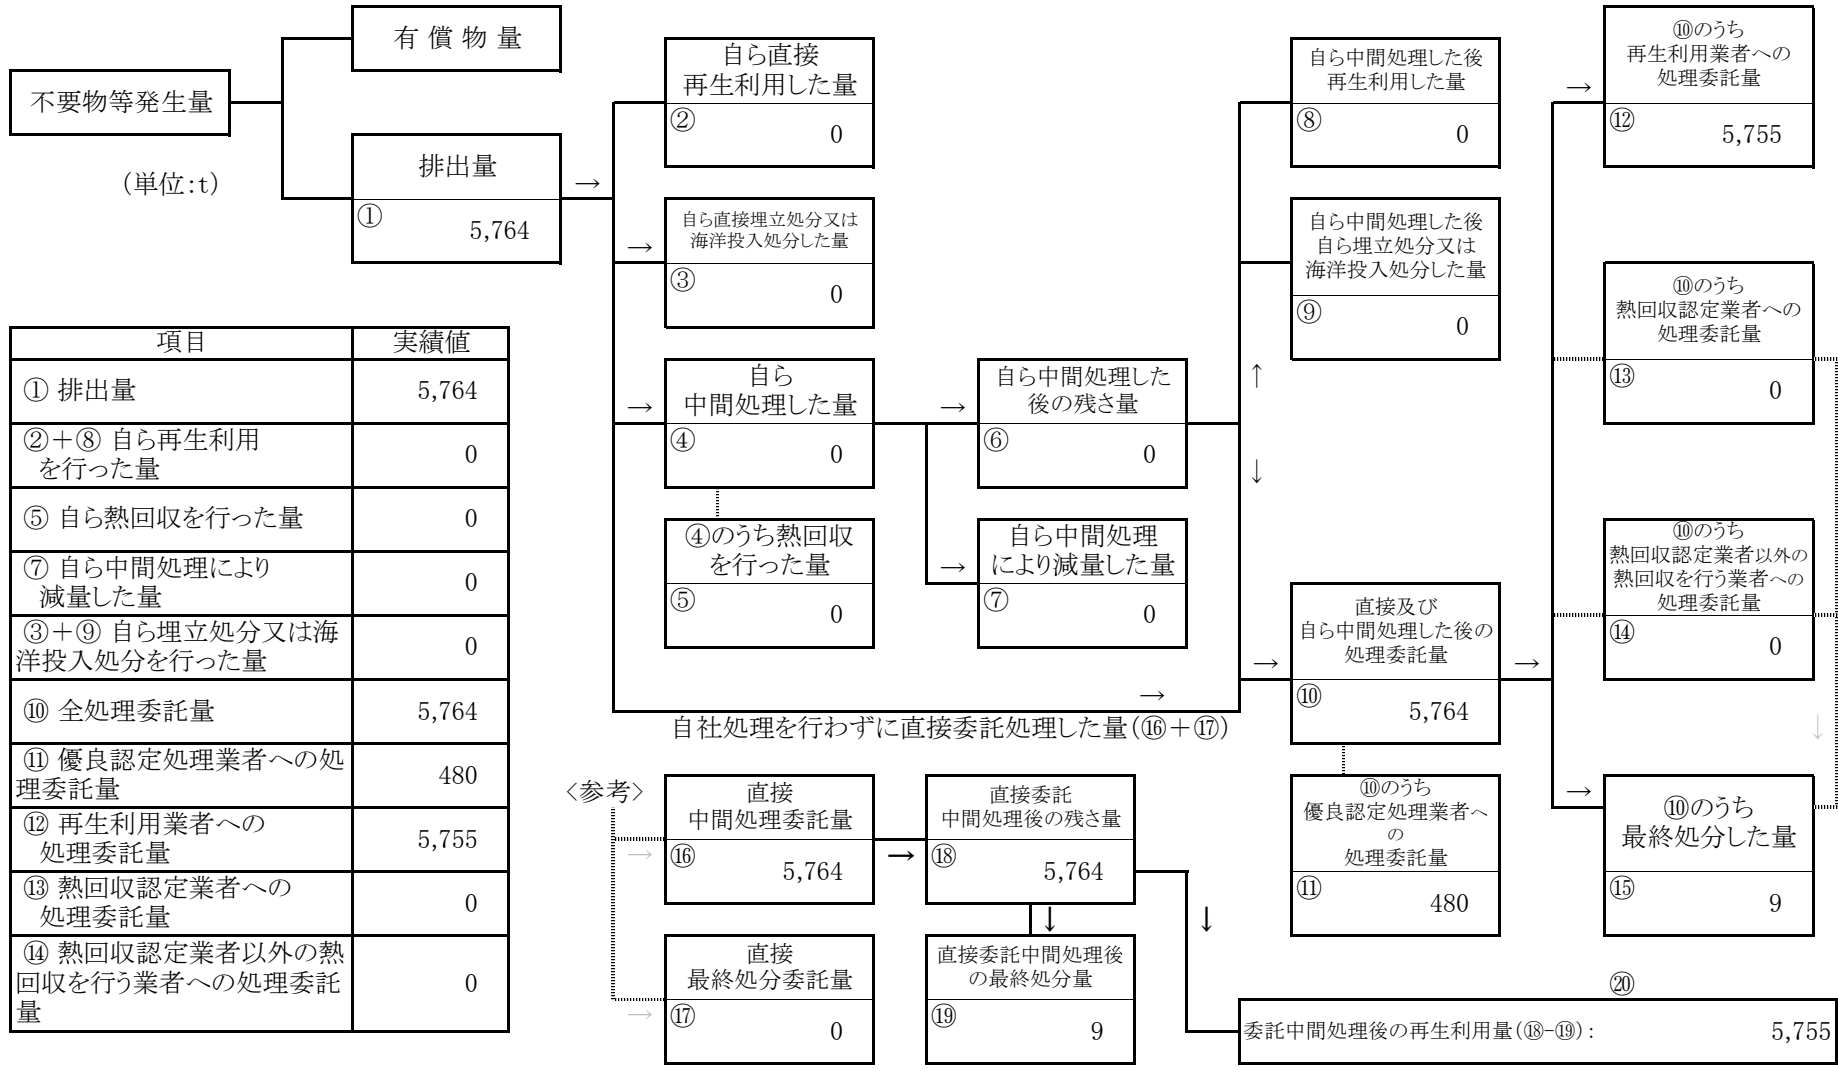 有 償 物 量
不要物等発生量
(単位:t)
排出量
①
5,764
→
自ら直接
再生利用した量
②
0
→
自ら直接埋立処分又は
海洋投入処分した量
③
0
→
自ら
中間処理した量
④
0
④のうち熱回収
を行った量
⑤
0
→
自ら中間処理した
後の残さ量
⑥
0
→
自ら中間処理
により減量した量
⑦
0
自ら中間処理した後
再生利用した量
⑧
0
自ら中間処理した後
自ら埋立処分又は
海洋投入処分した量
⑨
0
↑
↓
→
自社処理を行わずに直接委託処理した量(⑯+⑰)
→
直接及び
自ら中間処理した後の
処理委託量
⑩
5,764
→
⑩のうち
優良認定処理業者へ
の
処理委託量
⑪
480
→
⑩のうち
再生利用業者への
処理委託量
⑫
5,755
⑩のうち
熱回収認定業者への
処理委託量
⑬
0
⑩のうち
熱回収認定業者以外の
熱回収を行う業者への
処理委託量
⑭
0
↓
→
⑩のうち
最終処分した量
⑮
9
項目 実績値
① 排出量 5,764
②+⑧ 自ら再生利用
を行った量 0
⑤ 自ら熱回収を行った量 0
⑦ 自ら中間処理により
減量した量 0
③+⑨ 自ら埋立処分又は海
洋投入処分を行った量 0
⑩ 全処理委託量 5,764
⑪ 優良認定処理業者への処
理委託量 480
⑫ 再生利用業者への
処理委託量 5,755
⑬ 熱回収認定業者への
処理委託量 0
⑭ 熱回収認定業者以外の熱
回収を行う業者への処理委託
量 0
<参考>
→
直接
中間処理委託量
⑯
5,764
→
直接委託
中間処理後の残さ量
⑱
5,764
↓
↓
→
直接
最終処分委託量
⑰
0
直接委託中間処理後
の最終処分量
⑲
9
⑳
委託中間処理後の再生利用量(⑱-⑲): 5,755